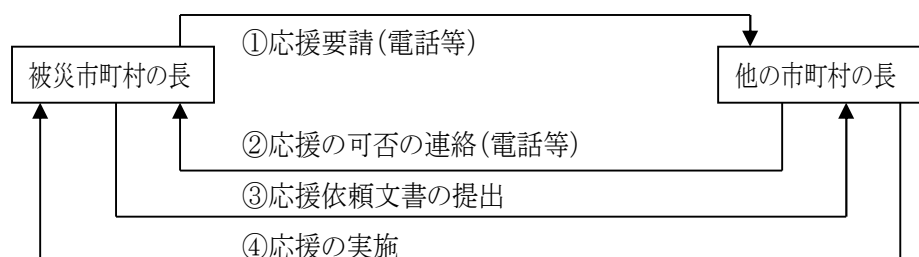 ①応援要請(電話等)
被災市町村の長
他の市町村の長
②応援の可否の連絡(電話等)
③応援依頼文書の提出
④応援の実施